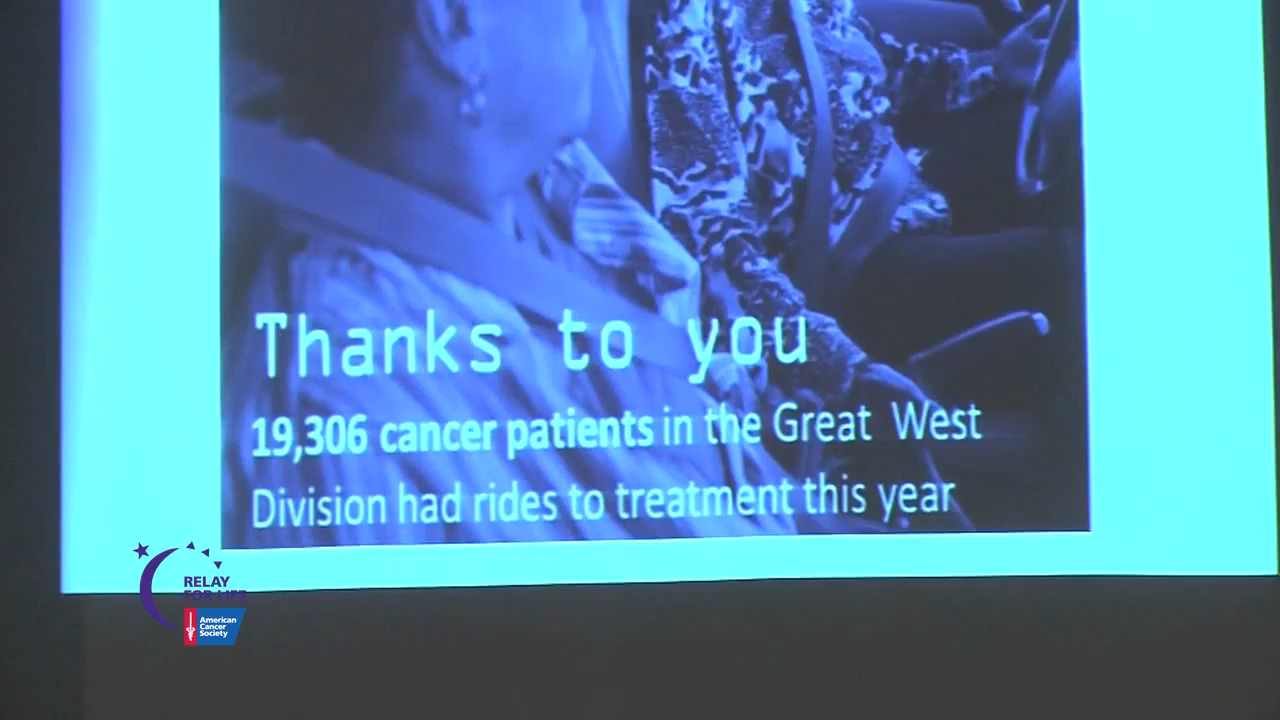 Thanks to you
19,306 cancer patients in the Great West
Division had rides to treatment this year
RELAY
FOR LIFE
American
Cancer
Society